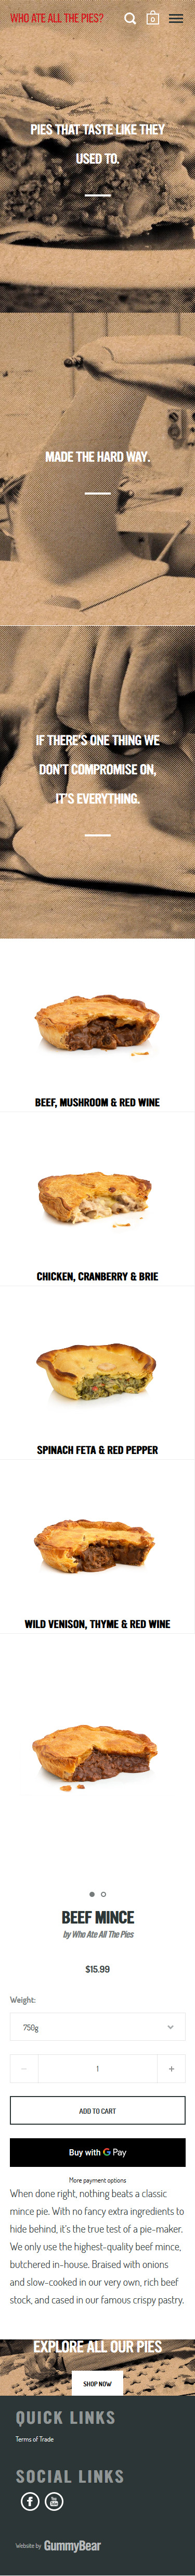 WHO ATE ALL THE PIES?
0
PIES THAT TASTE LIKE THEY
USED TO.
MADE THE HARD WAY.
IF THERE'S ONE THING WE
DON'T COMPROMISE ON,
IT'S EVERYTHING.
BEEF, MUSHROOM & RED WINE
CHICKEN, CRANBERRY & BRIE
SPINACH FETA & RED PEPPER
WILD VENISON, THYME & RED WINE
BEEF MINCE
by Who Ate All The Pies
$15.99
Weight:
750g
1
ADD TO CART
Buy with G Pay
More payment options
When done right, nothing beats a classic
mince pie. With no fancy extra ingredients to
hide behind, it's the true test of a pie-maker.
We only use the highest-quality beef mince,
butchered in-house. Braised with onions
and slow-cooked in our very own, rich beef
stock, and cased in our famous crispy pastry.
EXPLORE ALL OUR PIES
SHOP NOW
QUICK LINKS
Terms of Trade
SOCIAL LINKS
Website by GummyBear